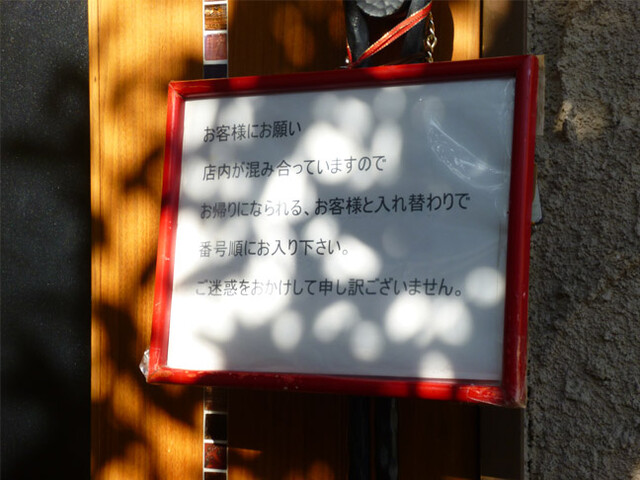 お客様にお願い
店内が混み合っていますので
お帰りになられる、お客様と入れ替わりで
番号順にお入り下さい。
ご迷惑をおかけして申し訳ございません。